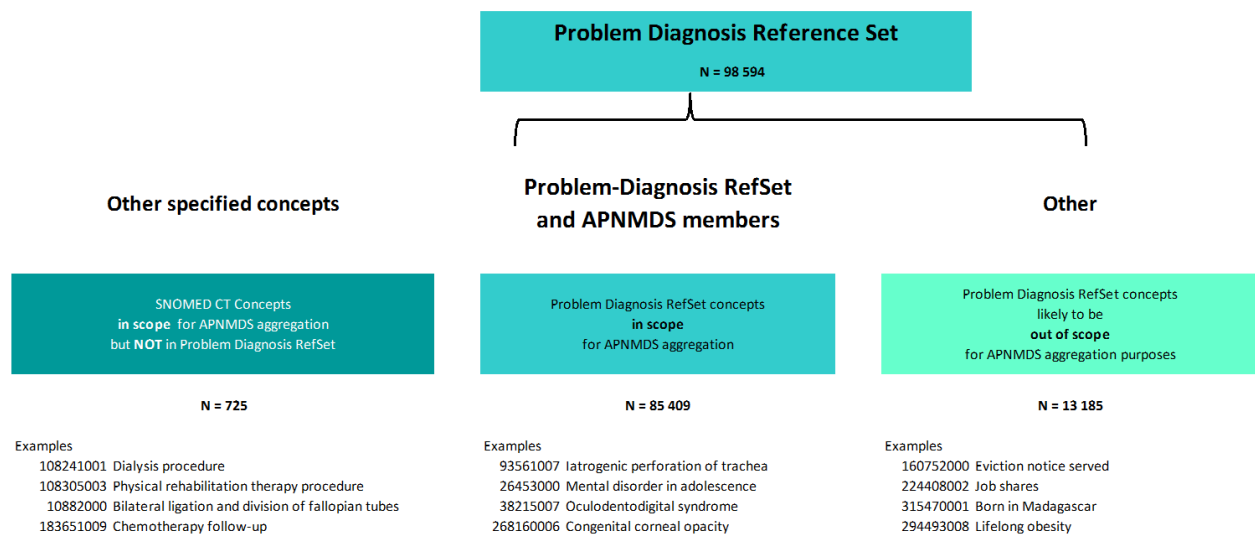 Problem Diagnosis Reference Set
N = 98 594
Other specified concepts
Problem-Diagnosis RefSet
and APNMDS members
Other
SNOMED CT Concepts
in scope for APNMDS aggregation
but NOT in Problem Diagnosis RefSet
Problem Diagnosis RefSet concepts
in scope
for APNMDS aggregation
Problem Diagnosis RefSet concepts
likely to be
out of scope
for APNMDS aggregation purposes
N = 725
N = 85 409
N = 13 185
Examples
108241001 Dialysis procedure
108305003 Physical rehabilitation therapy procedure
10882000 Bilateral ligation and division of fallopian tubes
183651009 Chemotherapy follow-up
Examples
93561007 Iatrogenic perforation of trachea
26453000 Mental disorder in adolescence
38215007 Oculodentodigital syndrome
268160006 Congenital corneal opacity
Examples
160752000 Eviction notice served
224408002 Job shares
315470001 Born in Madagascar
294493008 Lifelong obesity